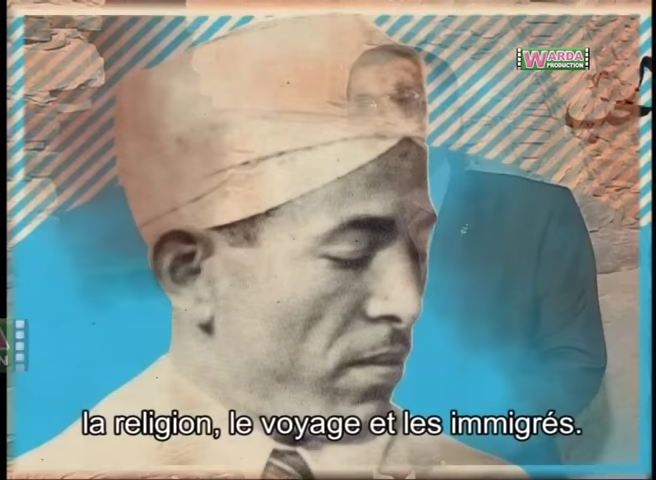 WARDA
PRODUCTION
la religion, le voyage et les immigrés.